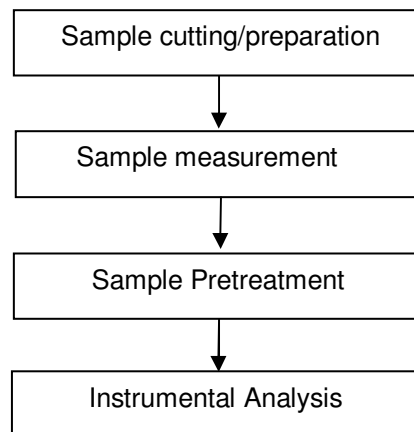 Sample cutting/preparation
Sample measurement
Sample Pretreatment
Instrumental Analysis